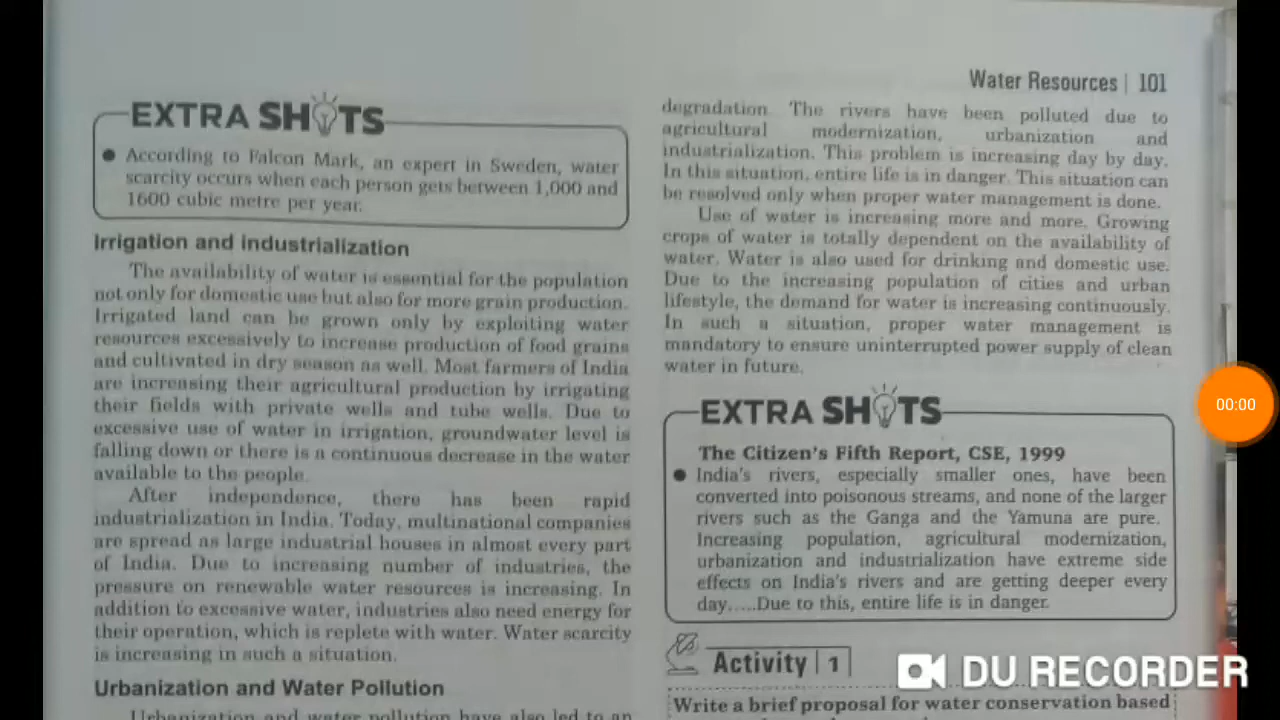 Water Resources | 101
EXTRA SHOTS
● According to Falcon Mark, an expert in Sweden, water
scarcity occurs when each person gets between 1,000 and
1600 cubic metre per year.
Irrigation and industrialization
The availability of water is essential for the population
not only for domestic use but also for more grain production.
Irrigated land can be grown only by exploiting water
resources excessively to increase production of food grains
and cultivated in dry season as well. Most farmers of India
are increasing their agricultural production by irrigating
their fields with private wells and tube wells. Due to
excessive use of water in irrigation, groundwater level is
falling down or there is a continuous decrease in the water
available to the people.
After independence, there has been rapid
industrialization in India. Today, multinational companies
are spread as large industrial houses in almost every part
of India. Due to increasing number of industries, the
pressure on renewable water resources is increasing. In
addition to excessive water, industries also need energy for
their operation, which is replete with water. Water scarcity
is increasing in such a situation.
Urbanization and Water Pollution
Urbanization and water pollution have also led to an
degradation. The rivers have been polluted due to
agricultural modernization, urbanization and
industrialization. This problem is increasing day by day.
In this situation, entire life is in danger. This situation can
be resolved only when proper water management is done.
Use of water is increasing more and more. Growing
crops of water is totally dependent on the availability of
water. Water is also used for drinking and domestic use.
Due to the increasing population of cities and urban
lifestyle, the demand for water is increasing continuously.
In such a situation, proper water management is
mandatory to ensure uninterrupted power supply of clean
water in future.
EXTRA SHOTS
The Citizen's Fifth Report, CSE, 1999
● India's rivers, especially smaller ones, have been
converted into poisonous streams, and none of the larger
rivers such as the Ganga and the Yamuna are pure.
Increasing population, agricultural modernization,
urbanization and industrialization have extreme side
effects on India's rivers and are getting deeper every
day.....Due to this, entire life is in danger.
Activity | 1
Write a brief proposal for water conservation based
00:00
DU RECORDER